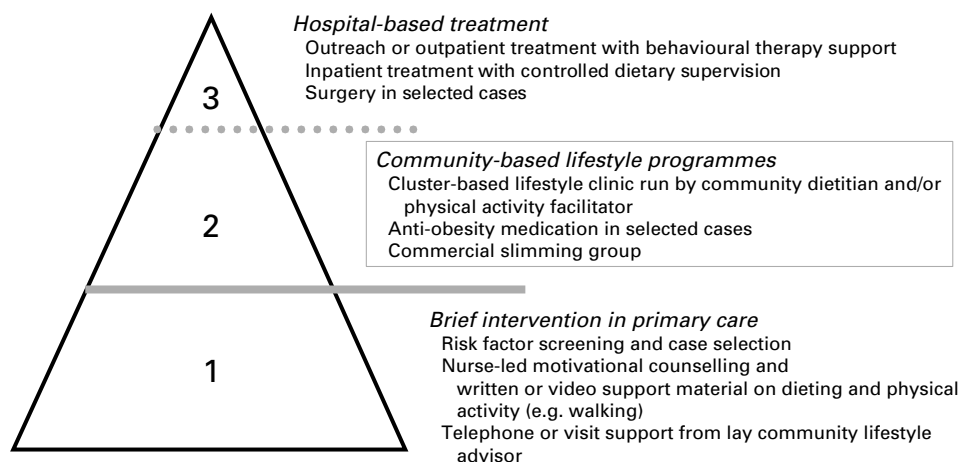 Hospital-based treatment
Outreach or outpatient treatment with behavioural therapy support
Inpatient treatment with controlled dietary supervision
Surgery in selected cases
3
Community-based lifestyle programmes
Cluster-based lifestyle clinic run by community dietitian and/or
physical activity facilitator
Anti-obesity medication in selected cases
Commercial slimming group
2
Brief intervention in primary care
Risk factor screening and case selection
Nurse-led motivational counselling and
written or video support material on dieting and physical
activity (e.g. walking)
Telephone or visit support from lay community lifestyle
advisor
1